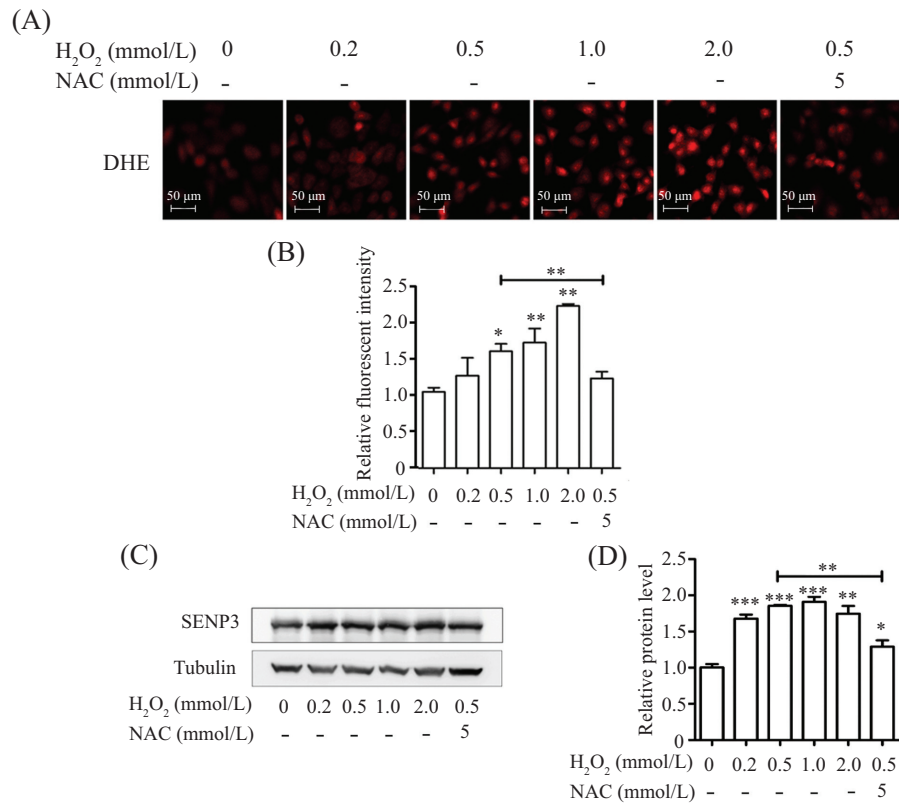 (A)
H₂O₂ (mmol/L) 0 0.2 0.5 1.0 2.0 0.5
NAC (mmol/L) - - - - - 5
DHE
50 μm 50 μm 50 μm 50 μm 50 μm 50 μm
(B)
Relative fluorescent intensity
2.5
2.0
1.5
1.0
0.5
0
* ** ** **
H₂O₂ (mmol/L) 0 0.2 0.5 1.0 2.0 0.5
NAC (mmol/L) - - - - - 5
(C)
SENP3
Tubulin
H₂O₂ (mmol/L) 0 0.2 0.5 1.0 2.0 0.5
NAC (mmol/L) - - - - - 5
(D)
Relative protein level
2.5
2.0
1.5
1.0
0.5
0
*** *** *** ** * **
H₂O₂ (mmol/L) 0 0.2 0.5 1.0 2.0 0.5
NAC (mmol/L) - - - - - 5